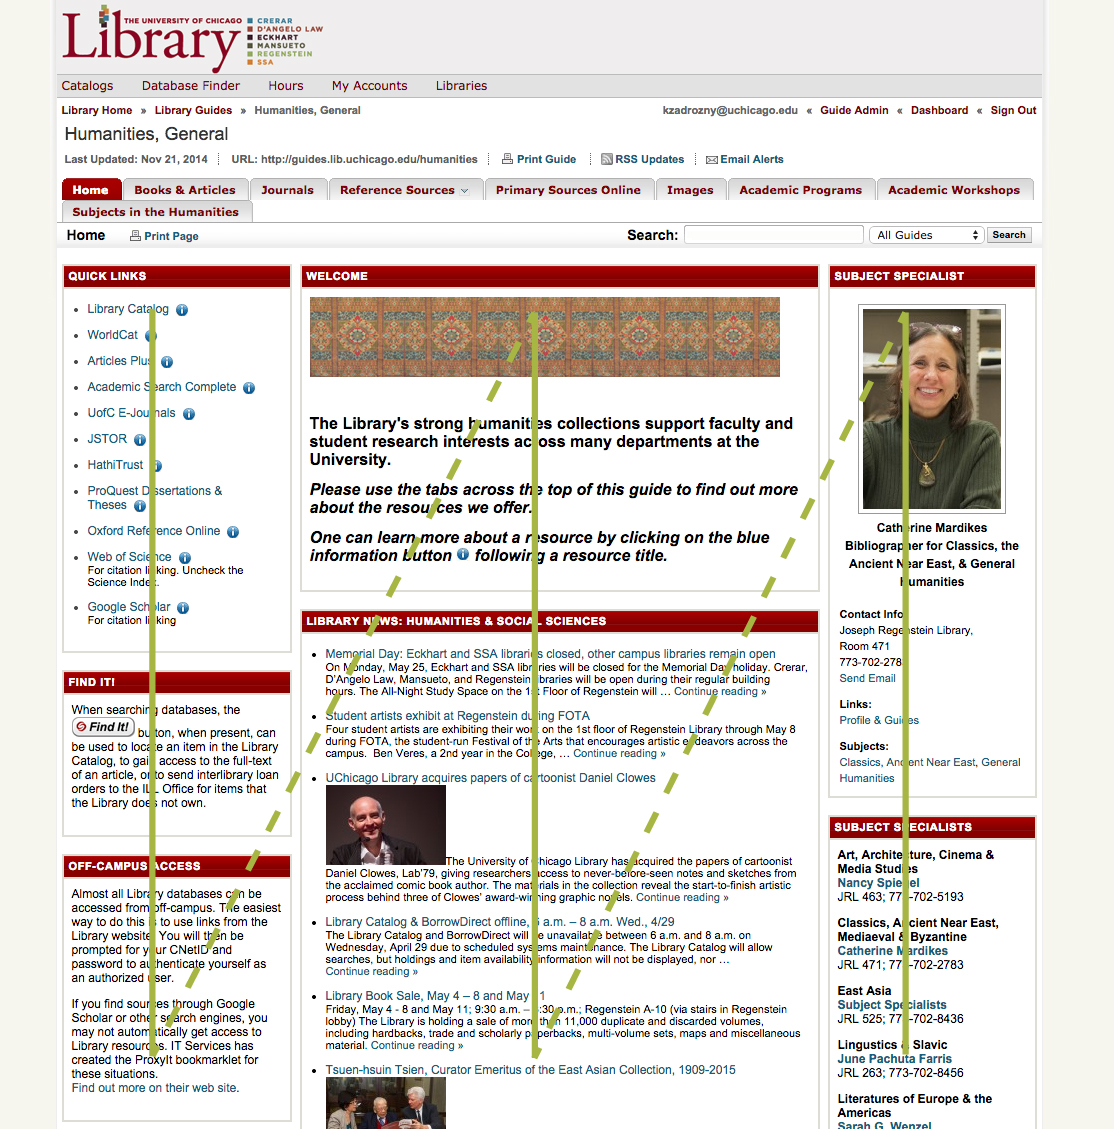 THE UNIVERSITY OF CHICAGO
Library
CRERAR
D'ANGELO LAW
ECKHART
MANSUETO
REGENSTEIN
SSA
Catalogs Database Finder Hours My Accounts Libraries
Library Home » Library Guides » Humanities, General kzadrozny@uchicago.edu « Guide Admin « Dashboard « Sign Out
Humanities, General
Last Updated: Nov 21, 2014 URL: http://guides.lib.uchicago.edu/humanities Print Guide RSS Updates Email Alerts
Home Books & Articles Journals Reference Sources Primary Sources Online Images Academic Programs Academic Workshops
Subjects in the Humanities
Home Print Page Search: All Guides Search
QUICK LINKS
Library Catalog
WorldCat
Articles Plus
Academic Search Complete
UofC E-Journals
JSTOR
HathiTrust
ProQuest Dissertations &
Theses
Oxford Reference Online
Web of Science
For citation linking. Uncheck the
Science Index.
Google Scholar
For citation linking
FIND IT!
When searching databases, the
Find It! button, when present, can
be used to locate an item in the Library
Catalog, to gain access to the full-text
of an article, or to send interlibrary loan
orders to the ILL Office for items that
the Library does not own.
OFF-CAMPUS ACCESS
Almost all Library databases can be
accessed from off-campus. The easiest
way to do this is to use links from the
Library website. You will then be
prompted for your CNetID and
password to authenticate yourself as
an authorized user.
If you find sources through Google
Scholar or other search engines, you
may not automatically get access to
Library resources. IT Services has
created the ProxyIt bookmarklet for
these situations.
Find out more on their web site.
WELCOME
The Library's strong humanities collections support faculty and
student research interests across many departments at the
University.
Please use the tabs across the top of this guide to find out more
about the resources we offer.
One can learn more about a resource by clicking on the blue
information button following a resource title.
LIBRARY NEWS: HUMANITIES & SOCIAL SCIENCES
Memorial Day: Eckhart and SSA libraries closed, other campus libraries remain open
On Monday, May 25, Eckhart and SSA libraries will be closed for the Memorial Day holiday. Crerar,
D'Angelo Law, Mansueto, and Regenstein libraries will be open during their regular building
hours. The All-Night Study Space on the 1st Floor of Regenstein will … Continue reading »
Student artists exhibit at Regenstein during FOTA
Four student artists are exhibiting their work on the 1st floor of Regenstein Library through May 8
during FOTA, the student-run Festival of the Arts that encourages artistic endeavors across the
campus. Ben Veres, a 2nd year in the College, … Continue reading »
UChicago Library acquires papers of cartoonist Daniel Clowes
The University of Chicago Library has acquired the papers of cartoonist
Daniel Clowes, Lab'79, giving researchers access to never-before-seen notes and sketches from
the acclaimed comic book author. The materials in the collection reveal the start-to-finish artistic
process behind three of Clowes' award-winning graphic novels. Continue reading »
Library Catalog & BorrowDirect offline, 6 a.m. – 8 a.m. Wed., 4/29
The Library Catalog and BorrowDirect will be unavailable between 6 a.m. and 8 a.m. on
Wednesday, April 29 due to scheduled systems maintenance. The Library Catalog will allow
searches, but holdings and item availability information will not be displayed, nor …
Continue reading »
Library Book Sale, May 4 – 8 and May 11
Friday, May 4 - 8 and May 11; 9:30 a.m. – 5:30 p.m.; Regenstein A-10 (via stairs in Regenstein
lobby) The Library is holding a sale of more than 11,000 duplicate and discarded volumes,
including hardbacks, trade and scholarly paperbacks, multi-volume sets, maps and miscellaneous
material. Continue reading »
Tsuen-hsuin Tsien, Curator Emeritus of the East Asian Collection, 1909-2015
SUBJECT SPECIALIST
Catherine Mardikes
Bibliographer for Classics, the
Ancient Near East, & General
Humanities
Contact Info
Joseph Regenstein Library,
Room 471
773-702-2783
Send Email
Links:
Profile & Guides
Subjects:
Classics, Ancient Near East, General
Humanities
SUBJECT SPECIALISTS
Art, Architecture, Cinema &
Media Studies
Nancy Spiegel
JRL 463; 773-702-5193
Classics, Ancient Near East,
Mediaeval & Byzantine
Catherine Mardikes
JRL 471; 773-702-2783
East Asia
Subject Specialists
JRL 525; 773-702-8436
Lingustics & Slavic
June Pachuta Farris
JRL 263; 773-702-8456
Literatures of Europe & the
Americas
Sarah G. Wenzel